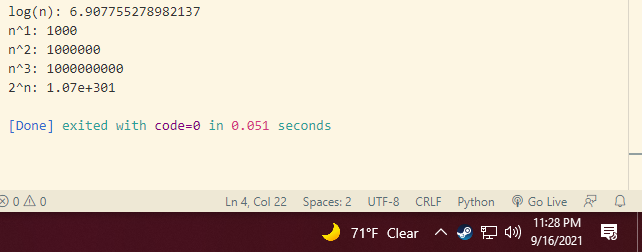 log(n): 6.907755278982137
n^1: 1000
n^2: 1000000
n^3: 1000000000
2^n: 1.07e+301
[Done] exited with code=0 in 0.051 seconds
0 0 Ln 4, Col 22 Spaces: 2 UTF-8 CRLF Python Go Live
71°F Clear 11:28 PM
9/16/2021